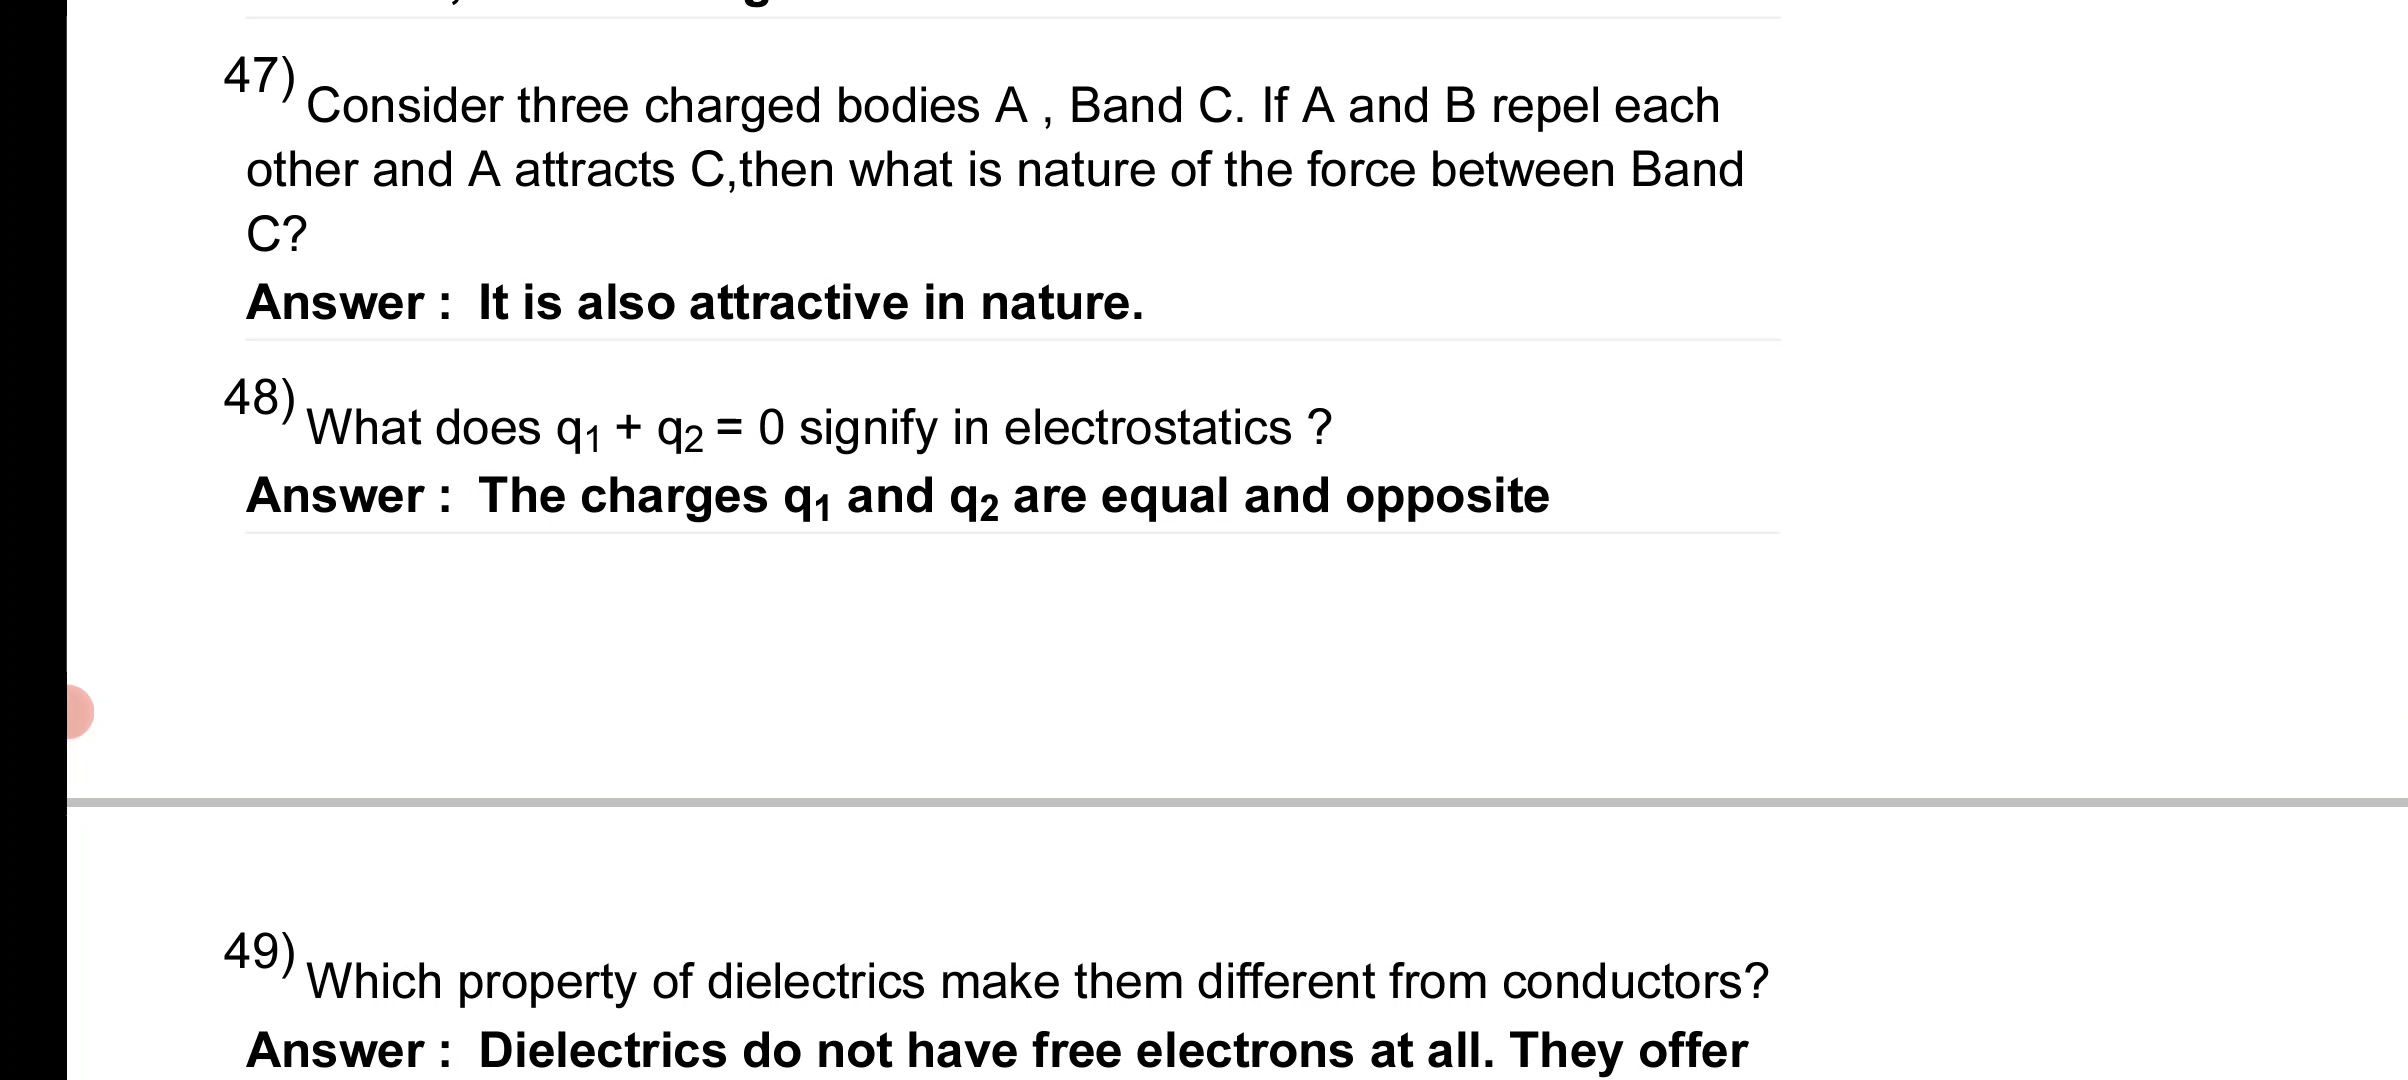 47) Consider three charged bodies A , Band C. If A and B repel each
other and A attracts C,then what is nature of the force between Band
C?
Answer : It is also attractive in nature.
48) What does q₁ + q₂ = 0 signify in electrostatics ?
Answer : The charges q₁ and q₂ are equal and opposite
49) Which property of dielectrics make them different from conductors?
Answer : Dielectrics do not have free electrons at all. They offer